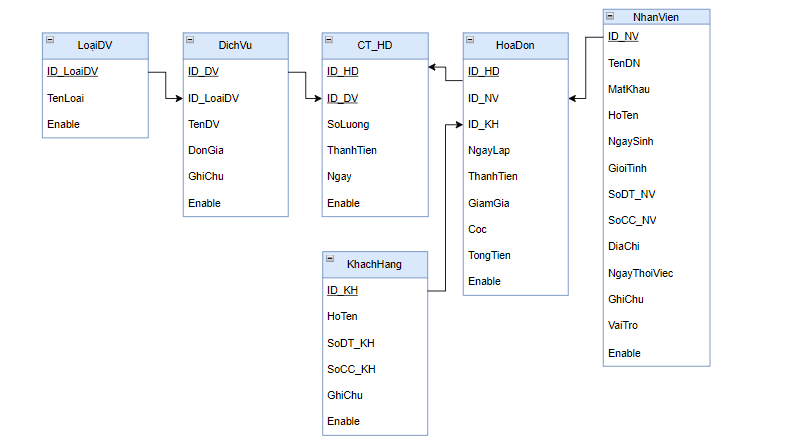 LoạiDV
ID_LoaiDV
TenLoai
Enable
DichVu
ID_DV
ID_LoaiDV
TenDV
DonGia
GhiChu
Enable
CT_HD
ID_HD
ID_DV
SoLuong
ThanhTien
Ngay
Enable
HoaDon
ID_HD
ID_NV
ID_KH
NgayLap
ThanhTien
GiamGia
Coc
TongTien
Enable
NhanVien
ID_NV
TenDN
MatKhau
HoTen
NgaySinh
GioiTinh
SoDT_NV
SoCC_NV
DiaChi
NgayThoiViec
GhiChu
VaiTro
Enable
KhachHang
ID_KH
HoTen
SoDT_KH
SoCC_KH
GhiChu
Enable